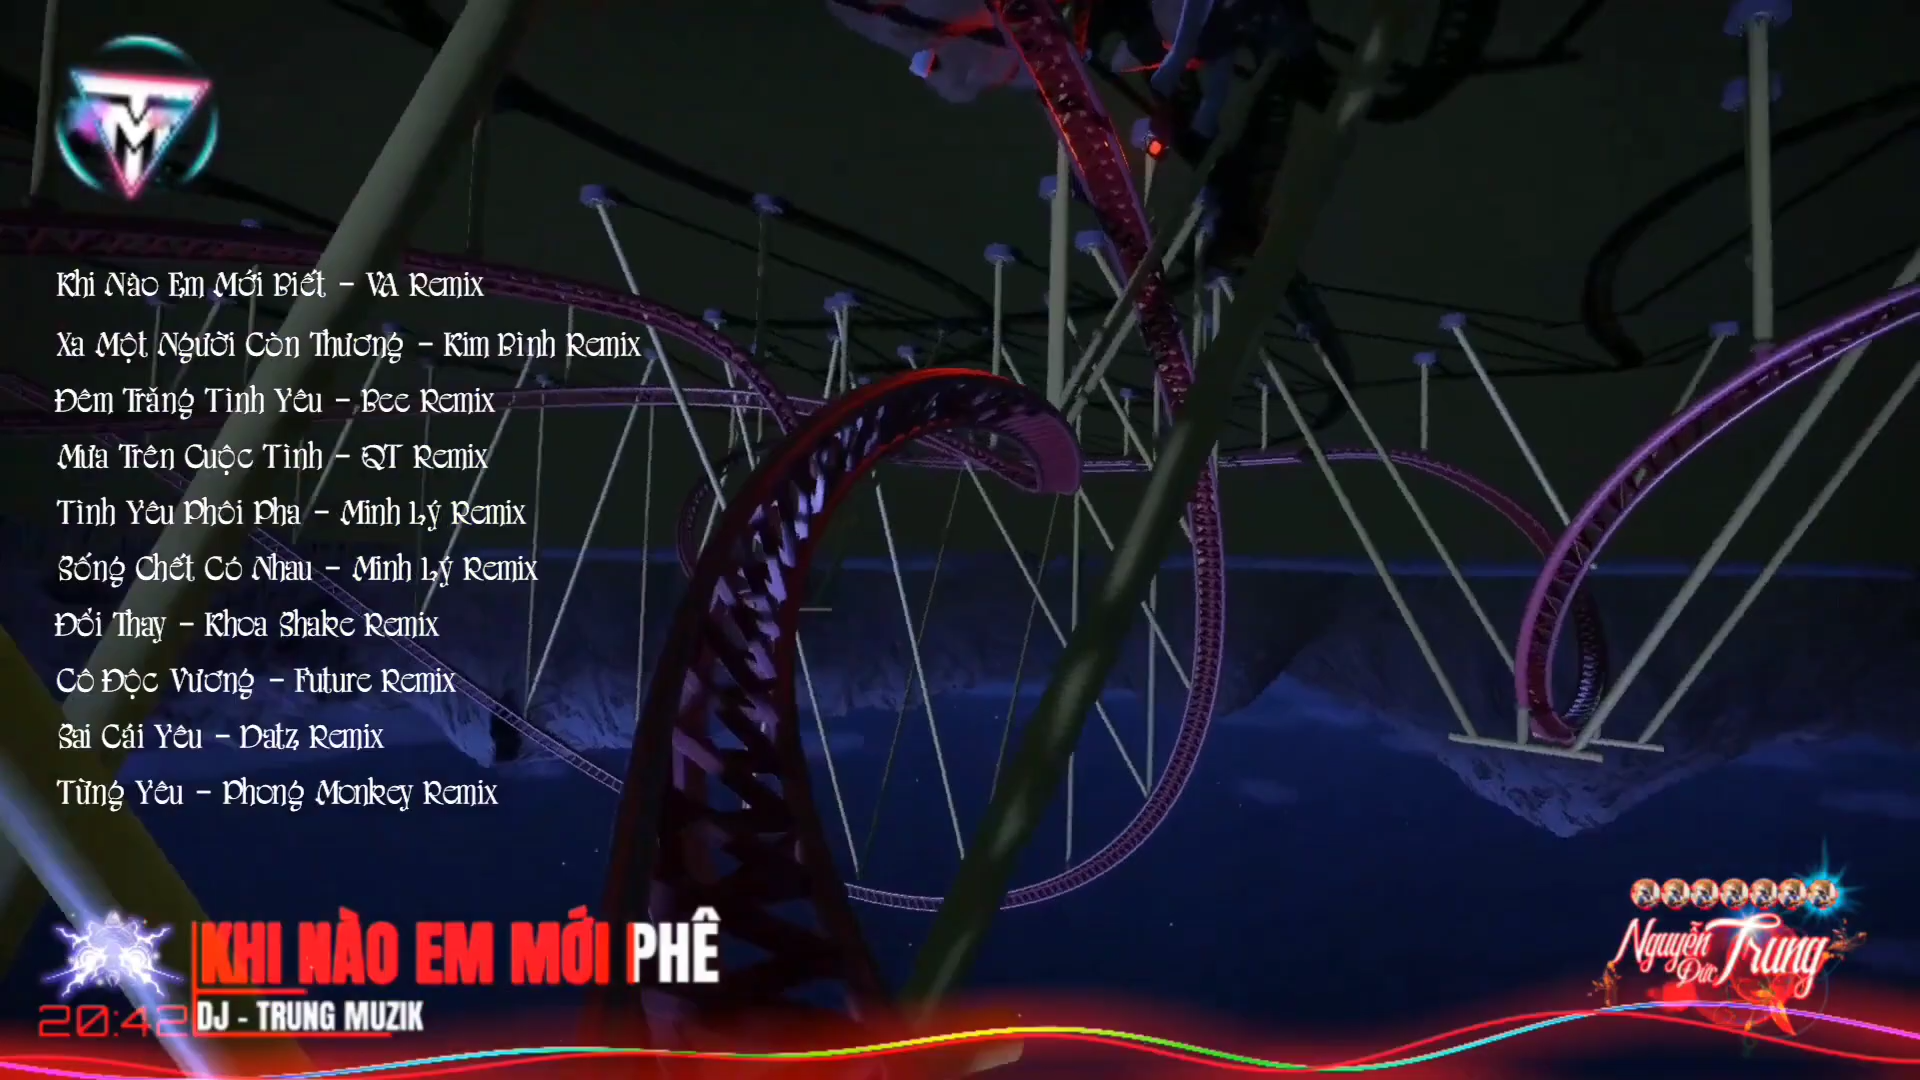 TM
Khi Nào Em Mới Biết - VA Remix
Xa Một Người Còn Thương - Kim Bình Remix
Đêm Trắng Tình Yêu - Bee Remix
Mưa Trên Cuộc Tình - QT Remix
Tình Yêu Phôi Pha - Minh Lý Remix
Sống Chết Có Nhau - Minh Lý Remix
Đổi Thay - Khoa Shake Remix
Cô Độc Vương - Future Remix
Sai Cái Yêu - Datz Remix
Từng Yêu - Phong Monkey Remix
KHI NÀO EM MỚI PHÊ
DJ - TRUNG MUZIK
20:42
Nguyễn Đức Trung